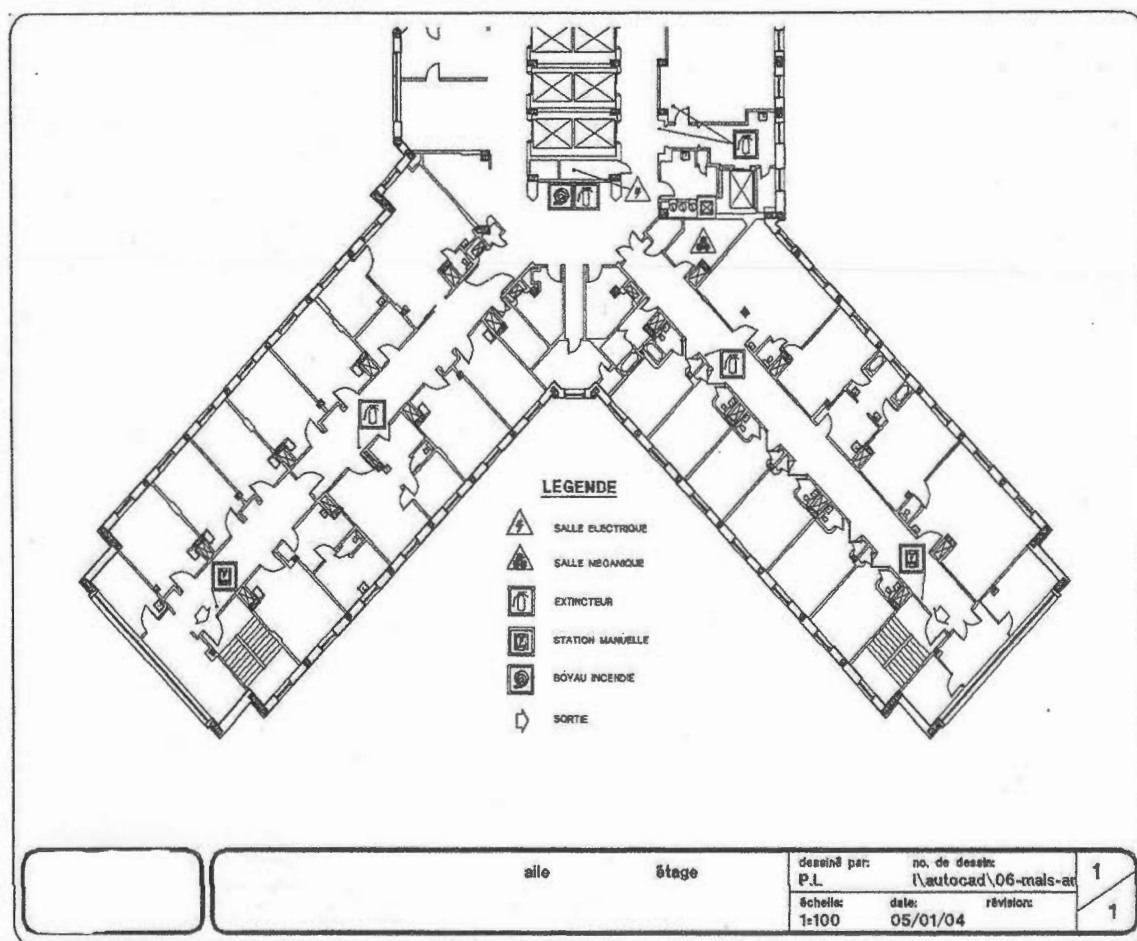 LEGENDE
SALLE ELECTRIQUE
SALLE MECANIQUE
EXTINCTEUR
STATION MANUELLE
BOYAU INCENDIE
SORTIE
aile étage
dessiné par: no. de dessin:
P.L l\autocad\06-mais-ar
échelle: date: révision:
1:100 05/01/04
1
1